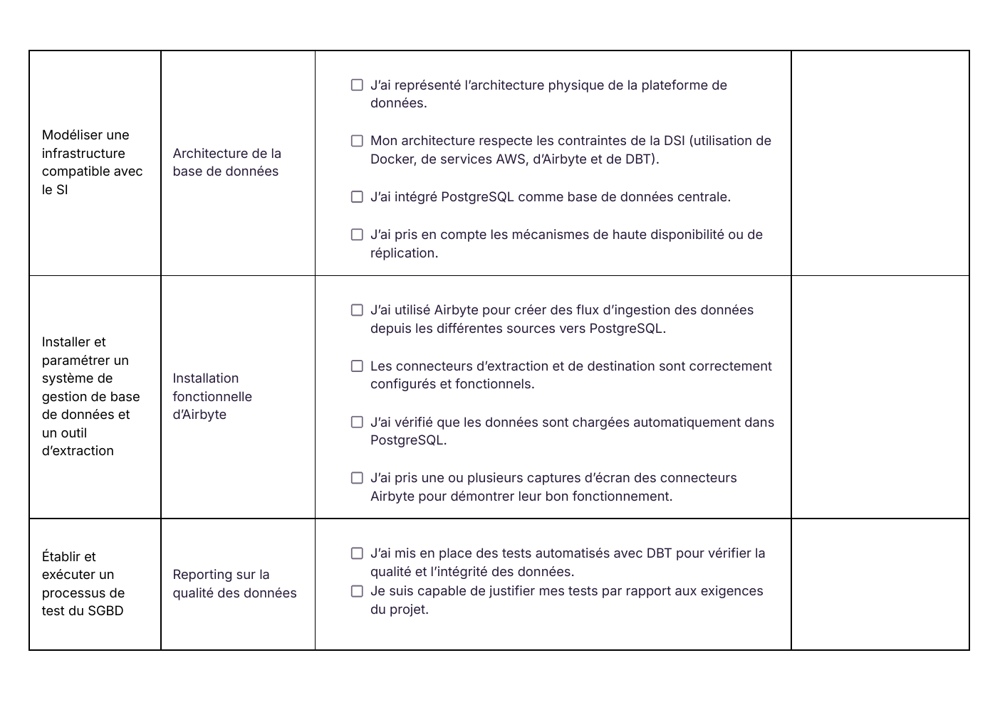 Modéliser une
infrastructure
compatible avec
le SI
Architecture de la
base de données
J’ai représenté l’architecture physique de la plateforme de
données.
Mon architecture respecte les contraintes de la DSI (utilisation de
Docker, de services AWS, d’Airbyte et de DBT).
J’ai intégré PostgreSQL comme base de données centrale.
J’ai pris en compte les mécanismes de haute disponibilité ou de
réplication.
Installer et
paramétrer un
système de
gestion de base
de données et
un outil
d’extraction
Installation
fonctionnelle
d’Airbyte
J’ai utilisé Airbyte pour créer des flux d’ingestion des données
depuis les différentes sources vers PostgreSQL.
Les connecteurs d’extraction et de destination sont correctement
configurés et fonctionnels.
J’ai vérifié que les données sont chargées automatiquement dans
PostgreSQL.
J’ai pris une ou plusieurs captures d’écran des connecteurs
Airbyte pour démontrer leur bon fonctionnement.
Établir et
exécuter un
processus de
test du SGBD
Reporting sur la
qualité des données
J’ai mis en place des tests automatisés avec DBT pour vérifier la
qualité et l’intégrité des données.
Je suis capable de justifier mes tests par rapport aux exigences
du projet.